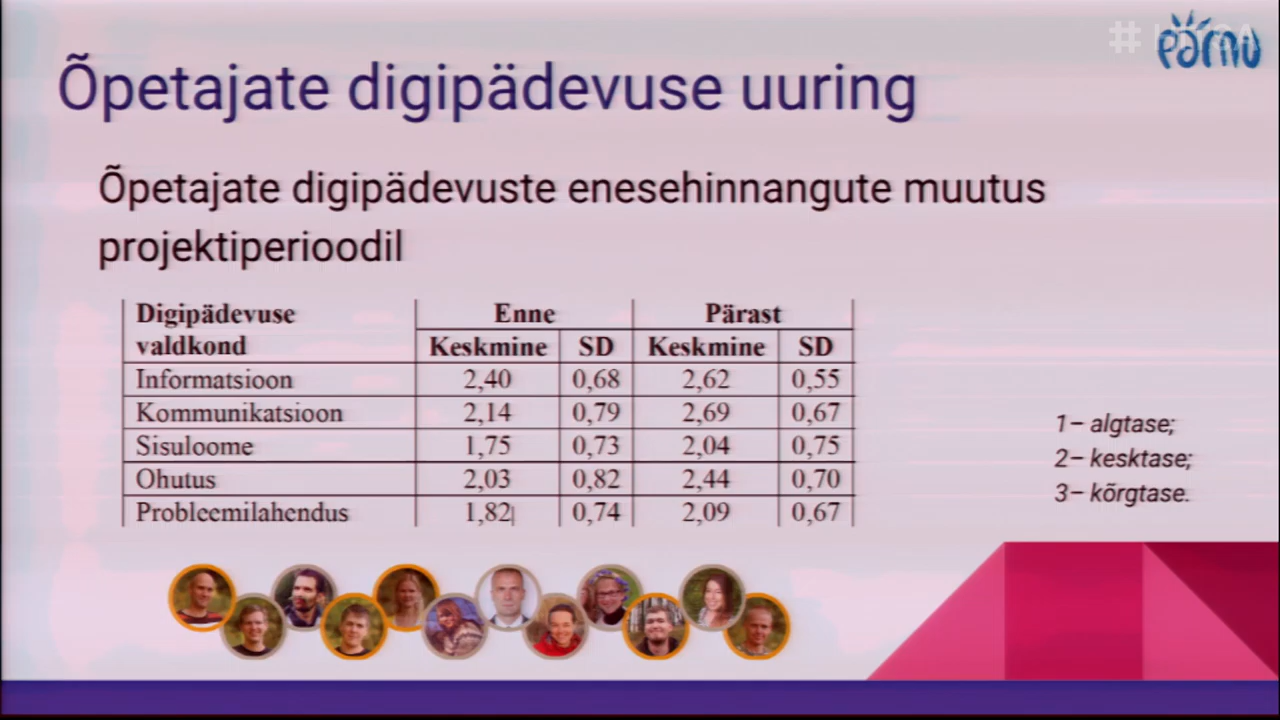 Pärnu
Õpetajate digipädevuse uuring
Õpetajate digipädevuste enesehinnangute muutus
projektiperioodil
Digipädevuse valdkond Enne Pärast
Keskmine SD Keskmine SD
Informatsioon 2,40 0,68 2,62 0,55
Kommunikatsioon 2,14 0,79 2,69 0,67
Sisuloome 1,75 0,73 2,04 0,75
Ohutus 2,03 0,82 2,44 0,70
Probleemilahendus 1,82 0,74 2,09 0,67
1– algtase;
2– kesktase;
3– kõrgtase.